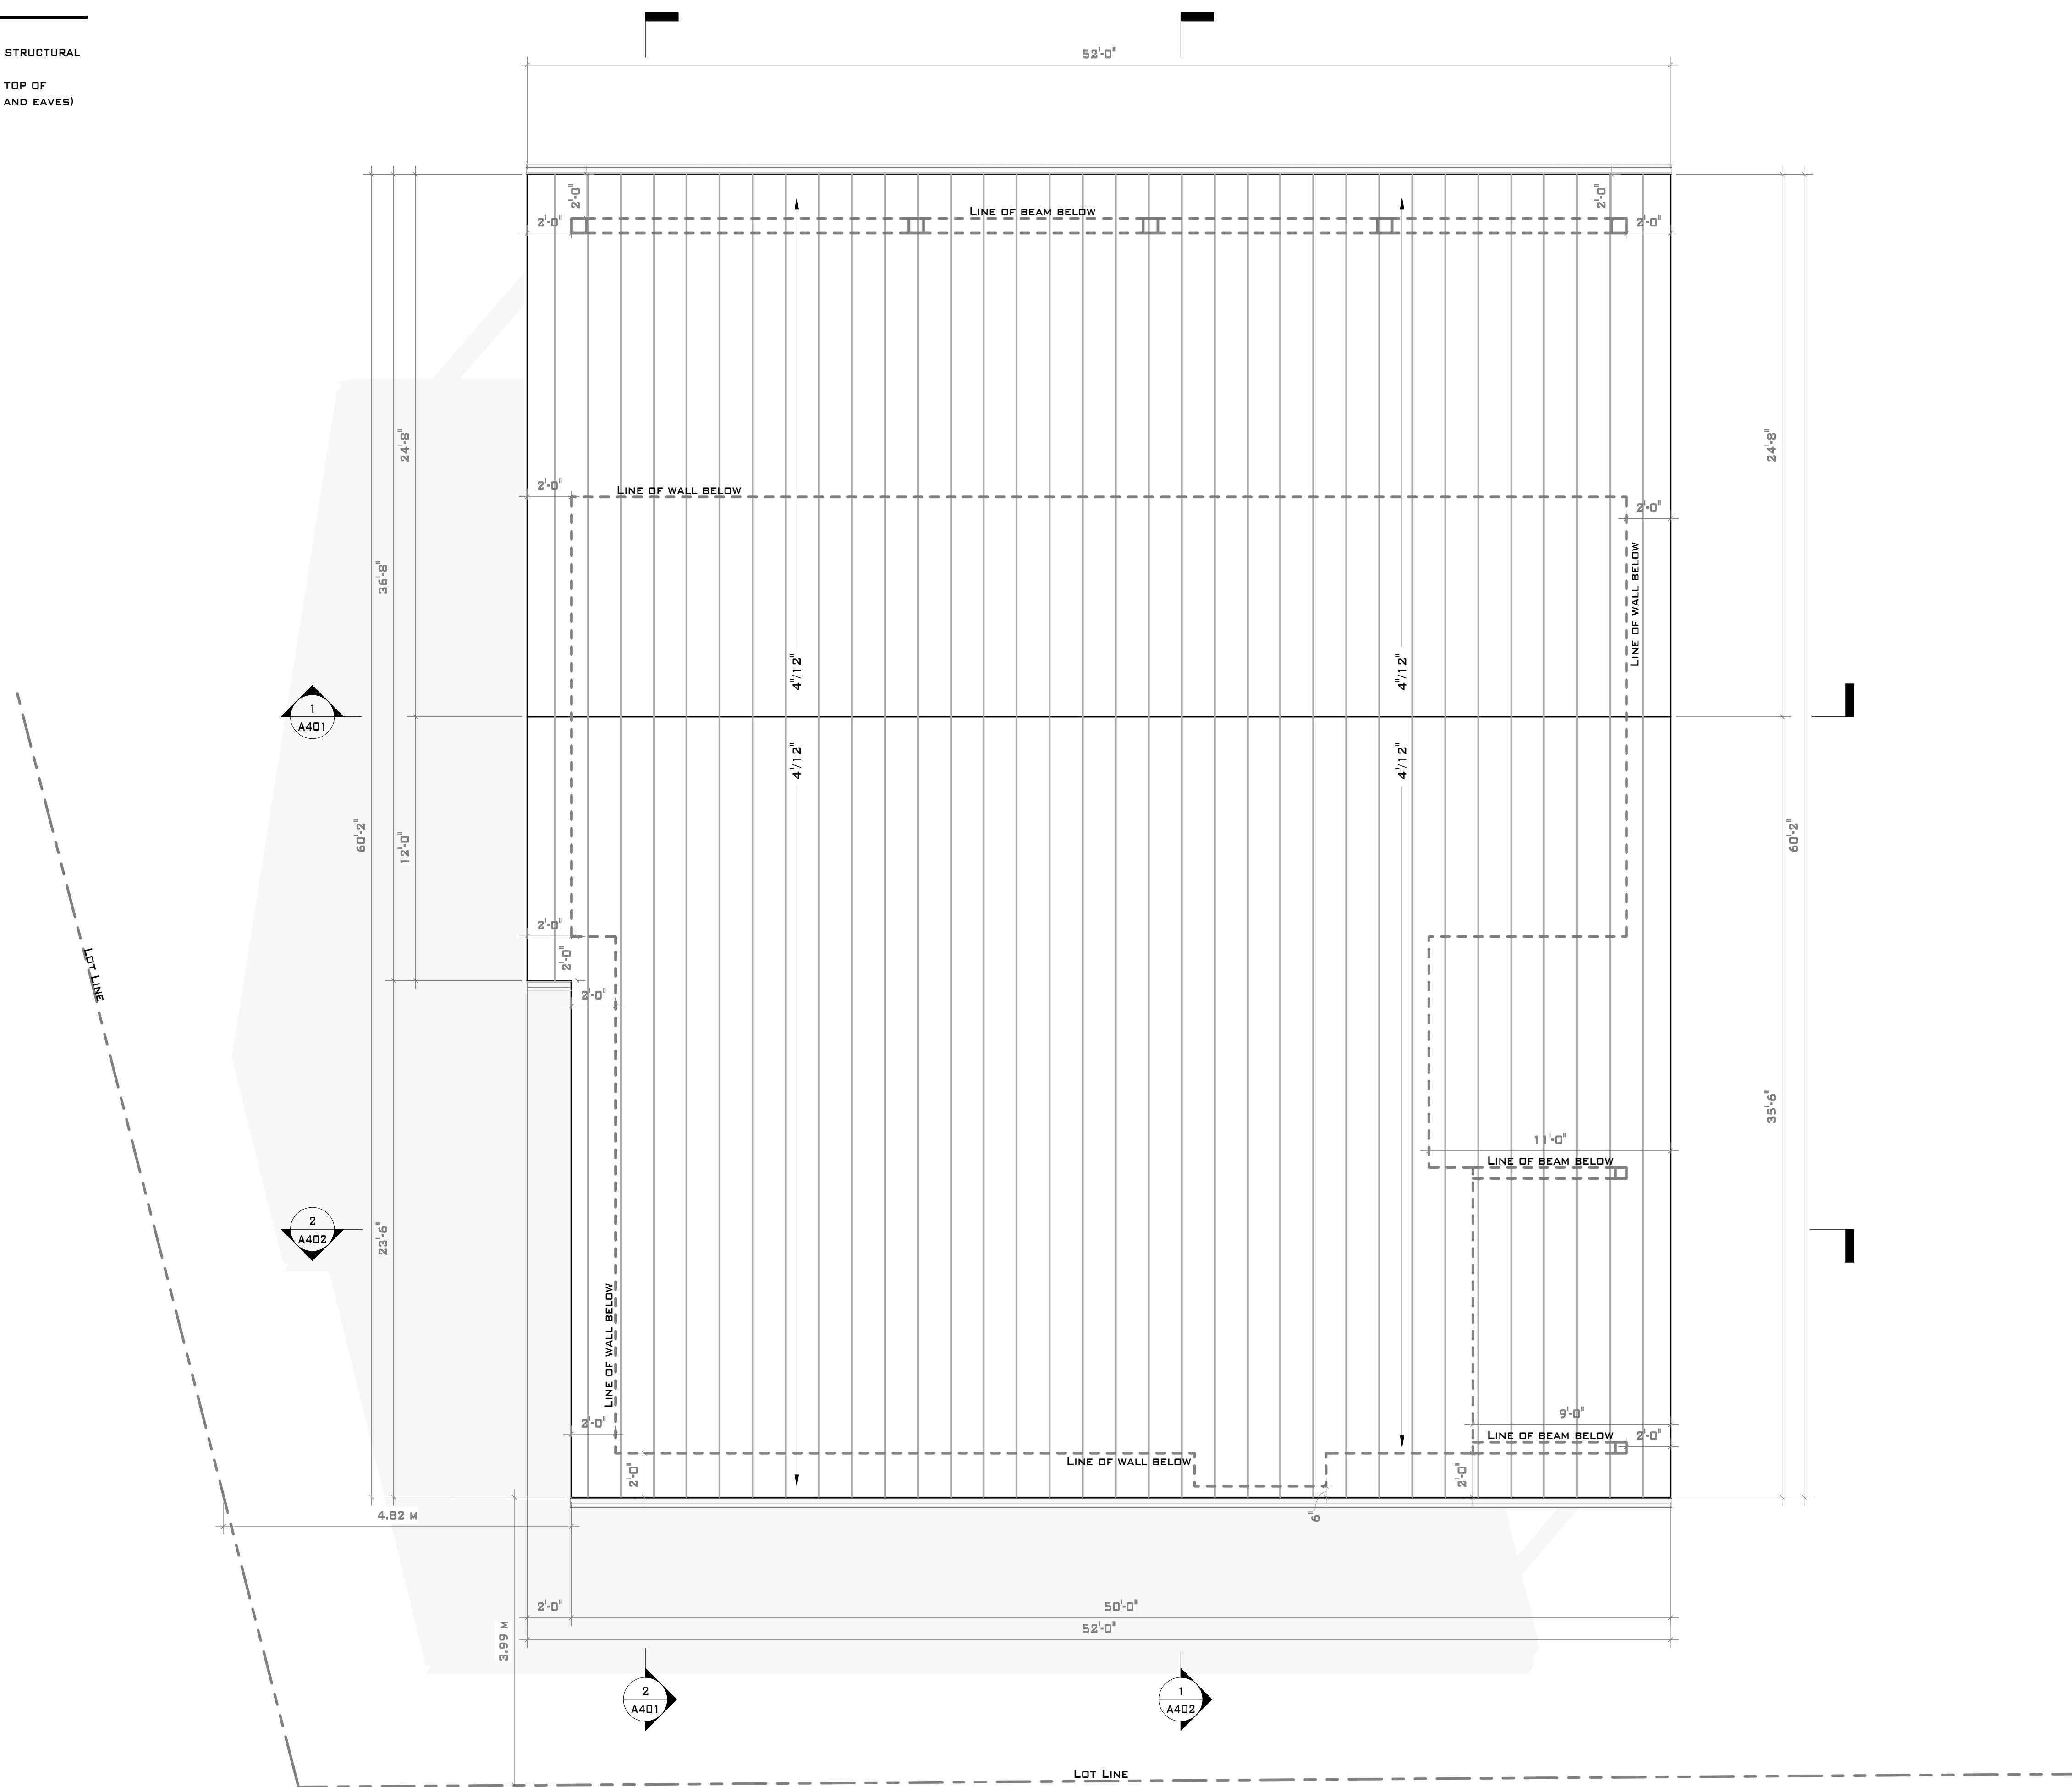 STRUCTURAL
TOP OF
AND EAVES)
52'-0"
2'-0"
2'-0"
2'-0"
LINE OF BEAM BELOW
2'-0"
24'-8"
24'-8"
2'-0"
LINE OF WALL BELOW
2'-0"
36'-8"
LINE OF WALL BELOW
4"/12"
4"/12"
1
A401
4"/12"
4"/12"
60'-2"
12'-0"
60'-2"
2'-0"
2'-0"
LOT LINE
2'-0"
35'-6"
11'-0"
LINE OF BEAM BELOW
2
A402
23'-6"
LINE OF WALL BELOW
2'-0"
9'-0"
LINE OF BEAM BELOW
2'-0"
LINE OF WALL BELOW
2'-0"
2'-0"
6"
4.82 M
2'-0"
50'-0"
52'-0"
3.99 M
2
A401
1
A402
LOT LINE